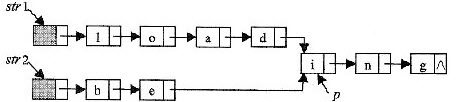 str1
l o a d
str2
i n g ∧
b e
p